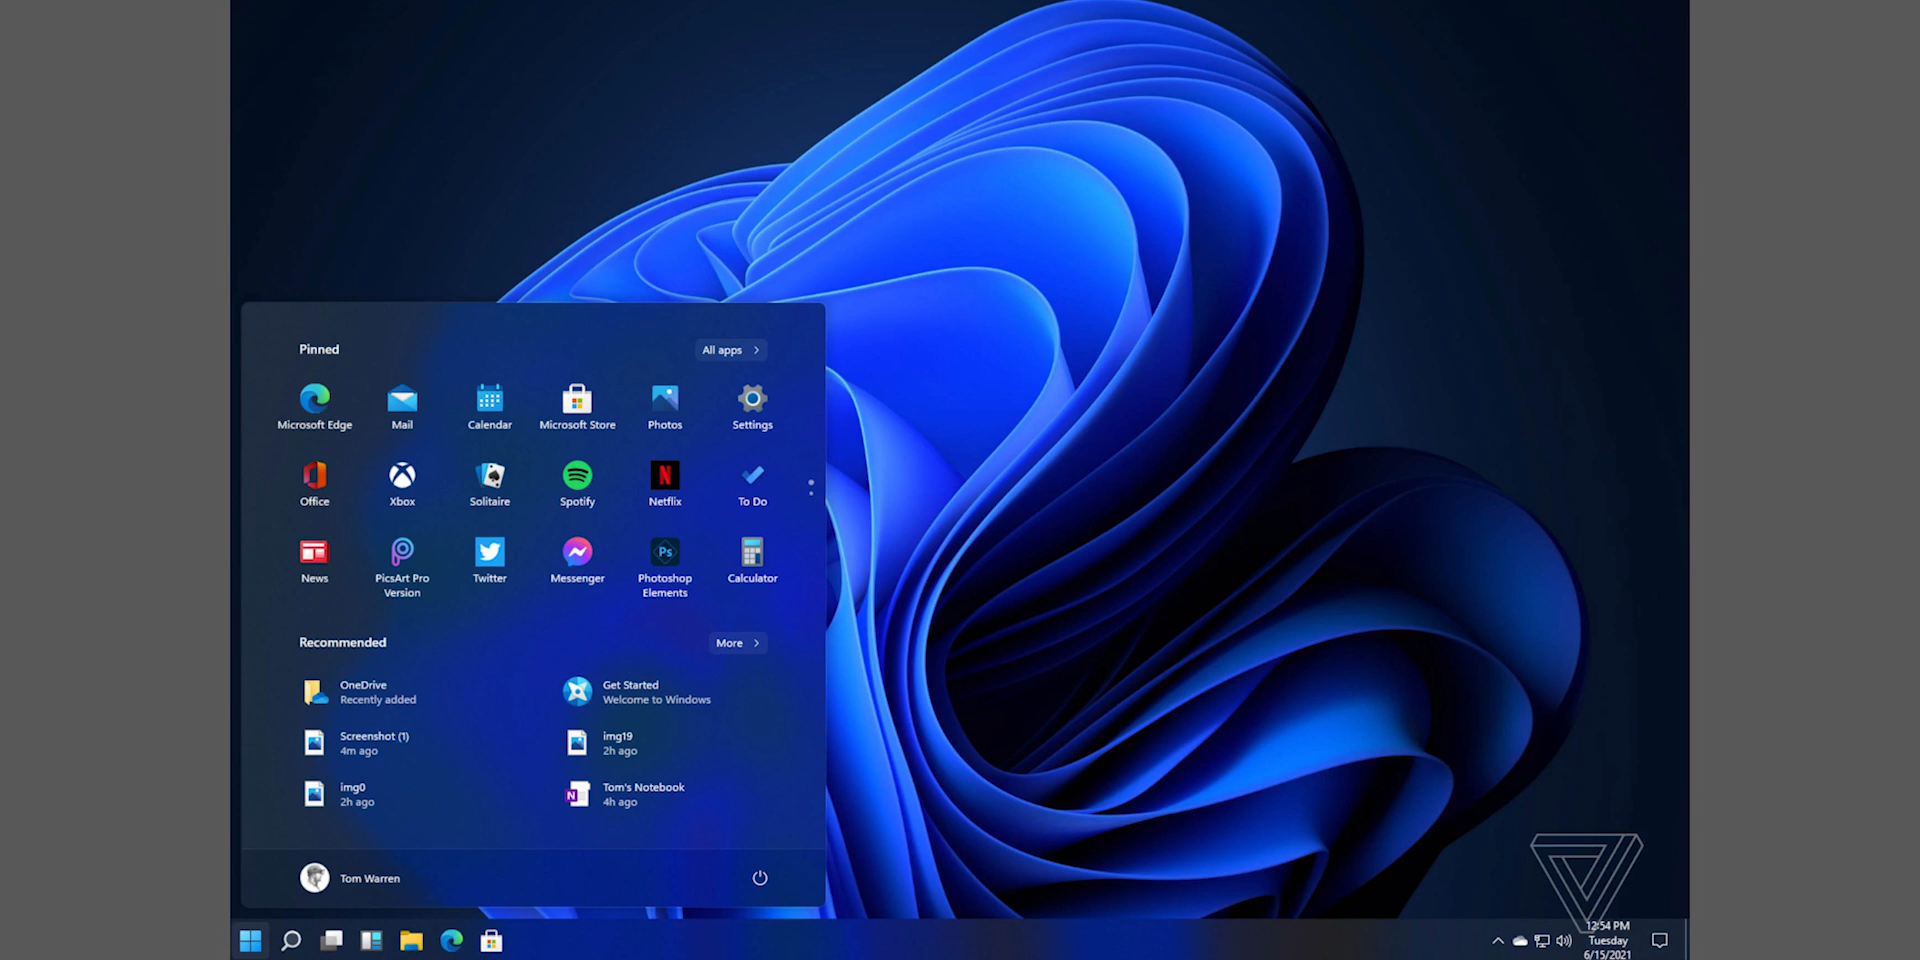 Pinned
All apps
Microsoft Edge
Mail
Calendar
Microsoft Store
Photos
Settings
Office
Xbox
Solitaire
Spotify
Netflix
To Do
News
PicsArt Pro
Version
Twitter
Messenger
Ps
Photoshop
Elements
Calculator
Recommended
More
OneDrive
Recently added
Get Started
Welcome to Windows
Screenshot (1)
4m ago
img19
2h ago
img0
2h ago
N
Tom's Notebook
4h ago
Tom Warren
12:54 PM
Tuesday
6/15/2021